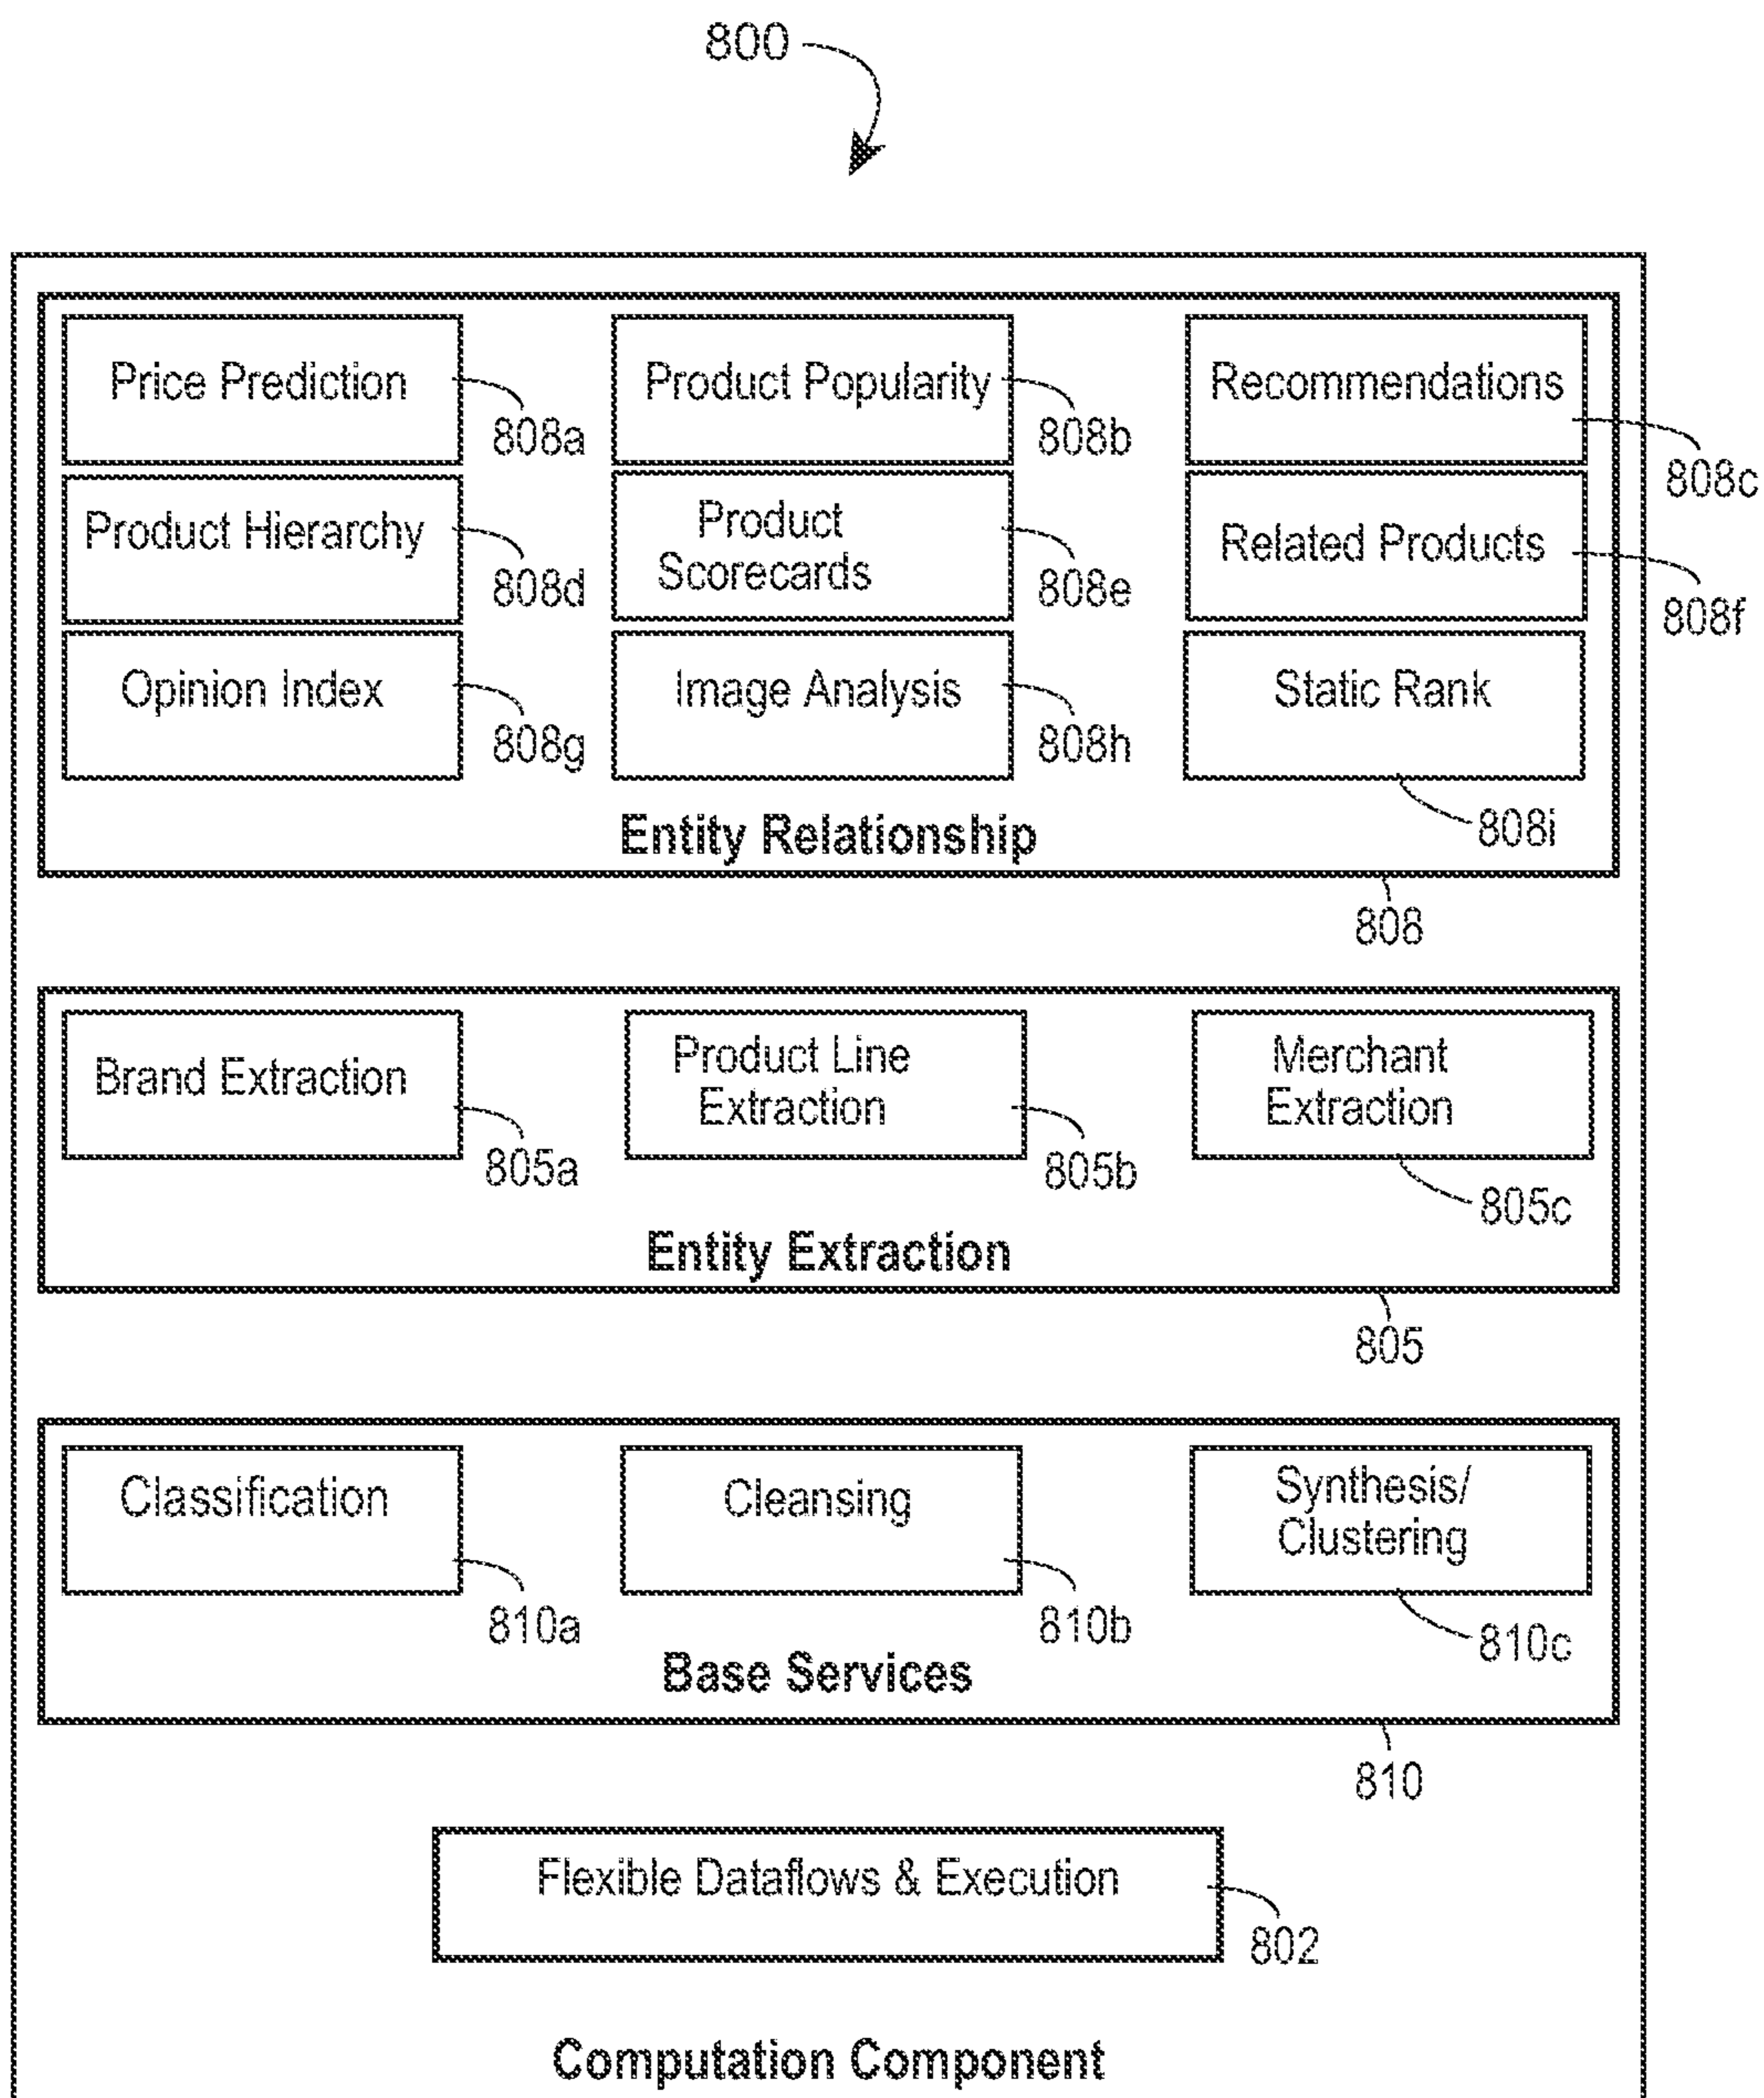 800
Price Prediction
808a
Product Popularity
808b
Recommendations
808c
Product Hierarchy
808d
Product
Scorecards
808e
Related Products
808f
Opinion Index
808g
Image Analysis
808h
Static Rank
808i
Entity Relationship
808
Brand Extraction
805a
Product Line
Extraction
805b
Merchant
Extraction
805c
Entity Extraction
805
Classification
810a
Cleansing
810b
Synthesis/
Clustering
810c
Base Services
810
Flexible Dataflows & Execution
802
Computation Component